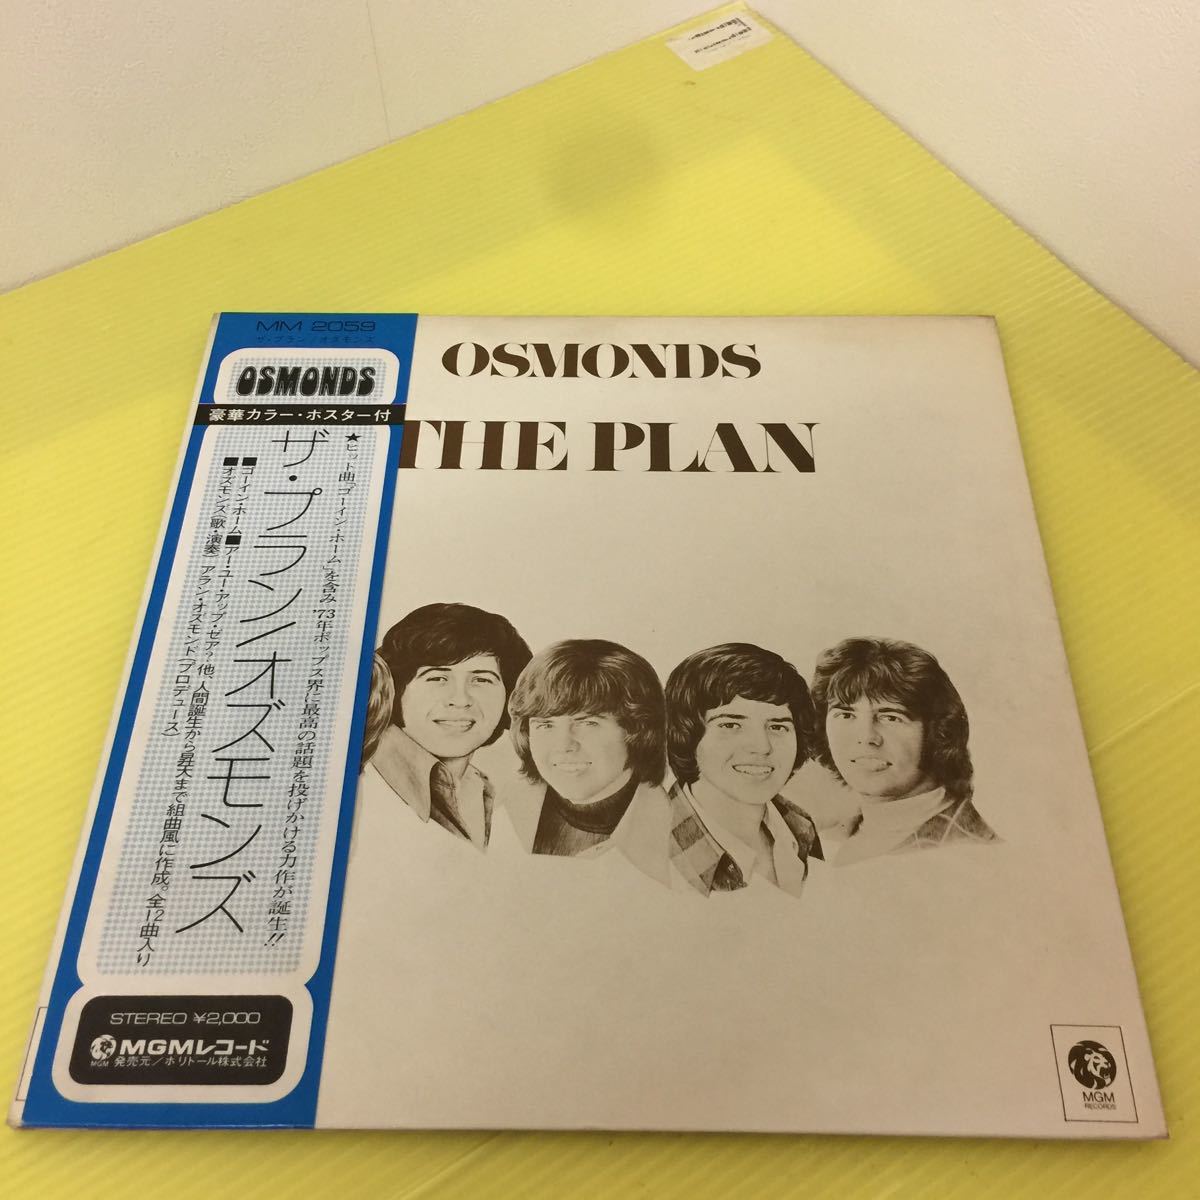 MM 2059
ザ・プラン/オズモンズ
OSMONDS
豪華カラー・ポスター付
★ヒット曲「ゴーイン・ホーム」を含み'73年ポップス界に最高の話題を投げかける力作が誕生!!
ザ・プラン/オズモンズ
■ゴーイン・ホーム■アー・ユー・アップ・ゼア?他、人間誕生から昇天まで組曲風に作成。全12曲入り
■オズモンズ(歌・演奏) アラン・オズモンド(プロデュース)
STEREO ¥2,000
MGM
MGMレコード
発売元/ポリドール株式会社
OSMONDS
THE PLAN
MGM
RECORDS